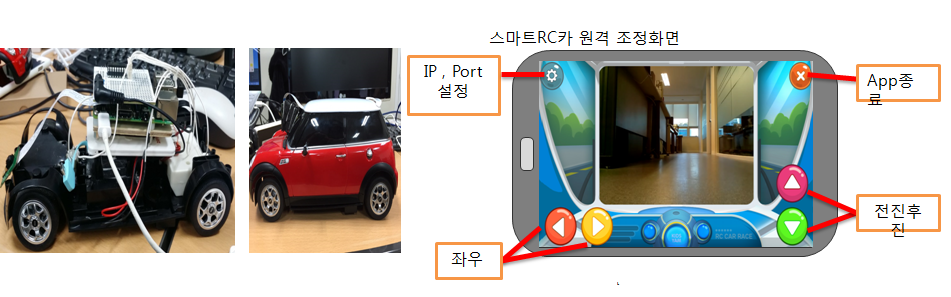 스마트RC카 원격 조정화면
IP , Port
설정
App종
료
전진후
진
좌우
RC CAR RACE